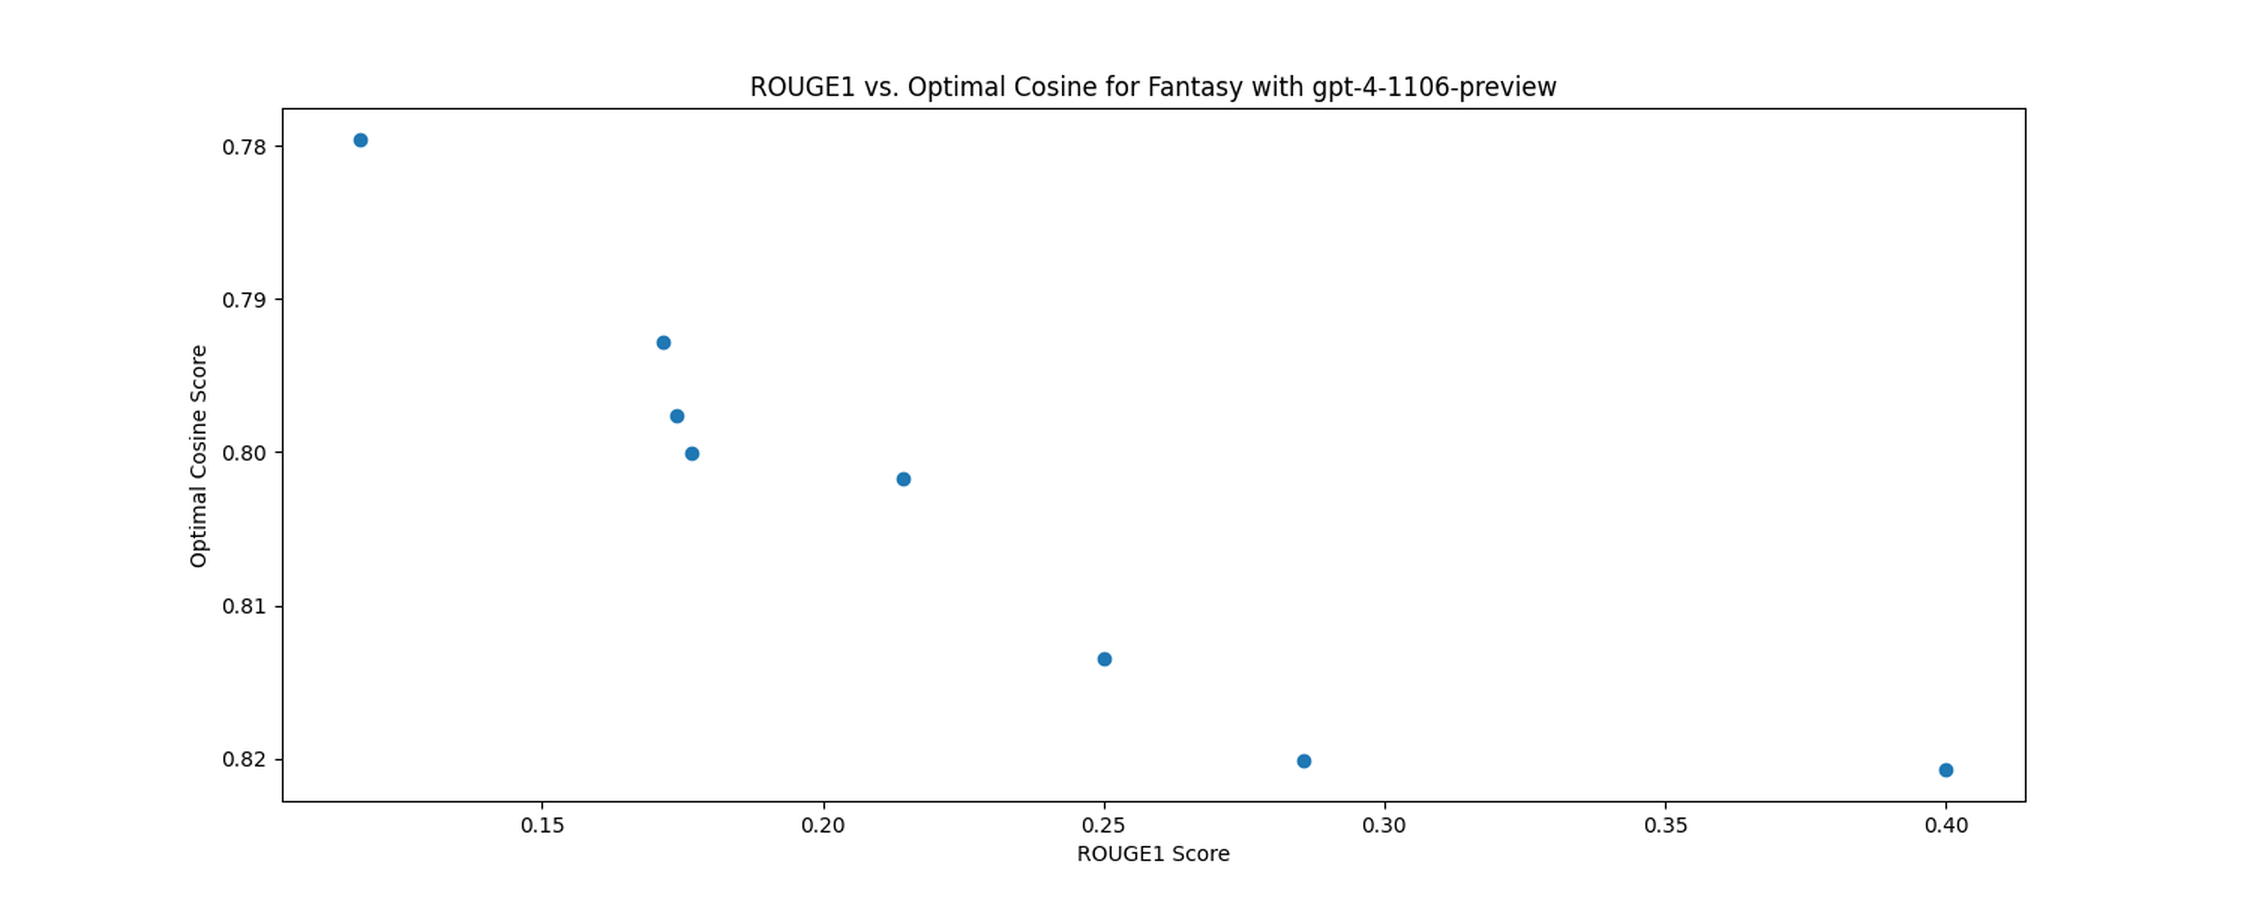 ROUGE1 vs. Optimal Cosine for Fantasy with gpt-4-1106-preview
Optimal Cosine Score
0.78
0.79
0.80
0.81
0.82
0.15 0.20 0.25 0.30 0.35 0.40
ROUGE1 Score